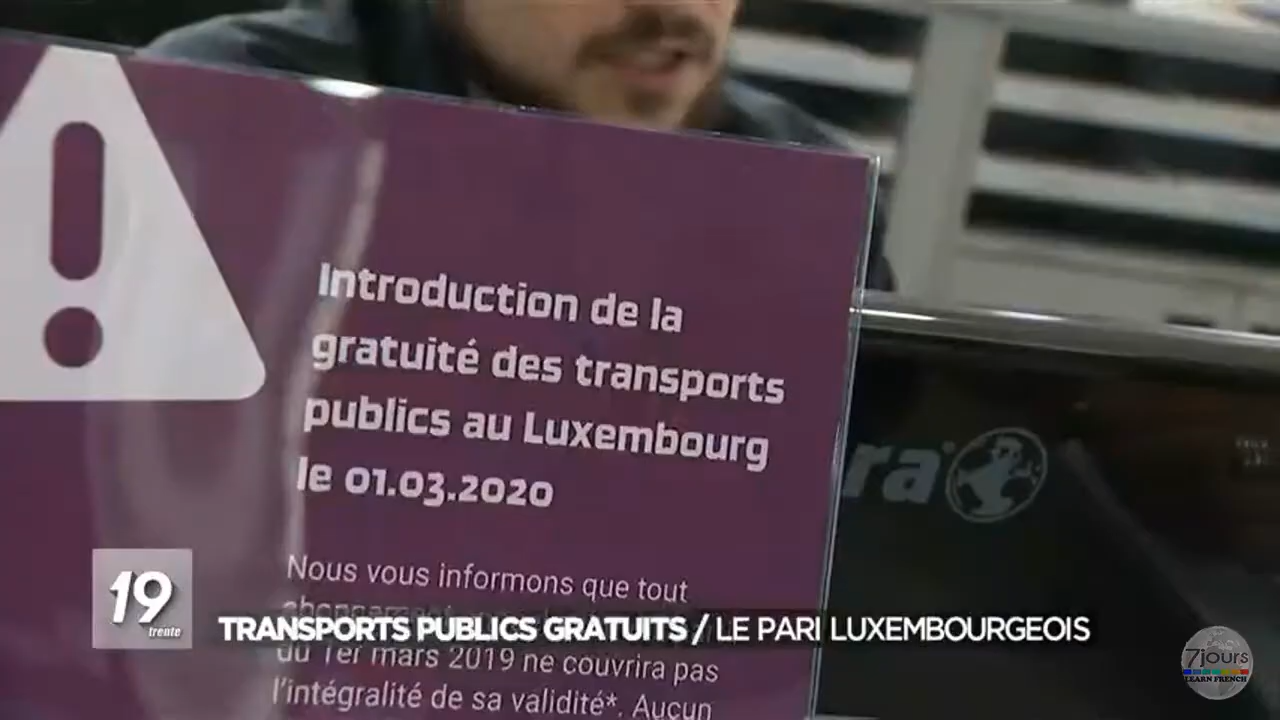 Introduction de la
gratuité des transports
publics au Luxembourg
le 01.03.2020
Nous vous informons que tout
du 1er mars 2019 ne couvrira pas
l'intégralité de sa validité*. Aucun
ra
19
trente
TRANSPORTS PUBLICS GRATUITS / LE PARI LUXEMBOURGEOIS
7jours
LEARN FRENCH